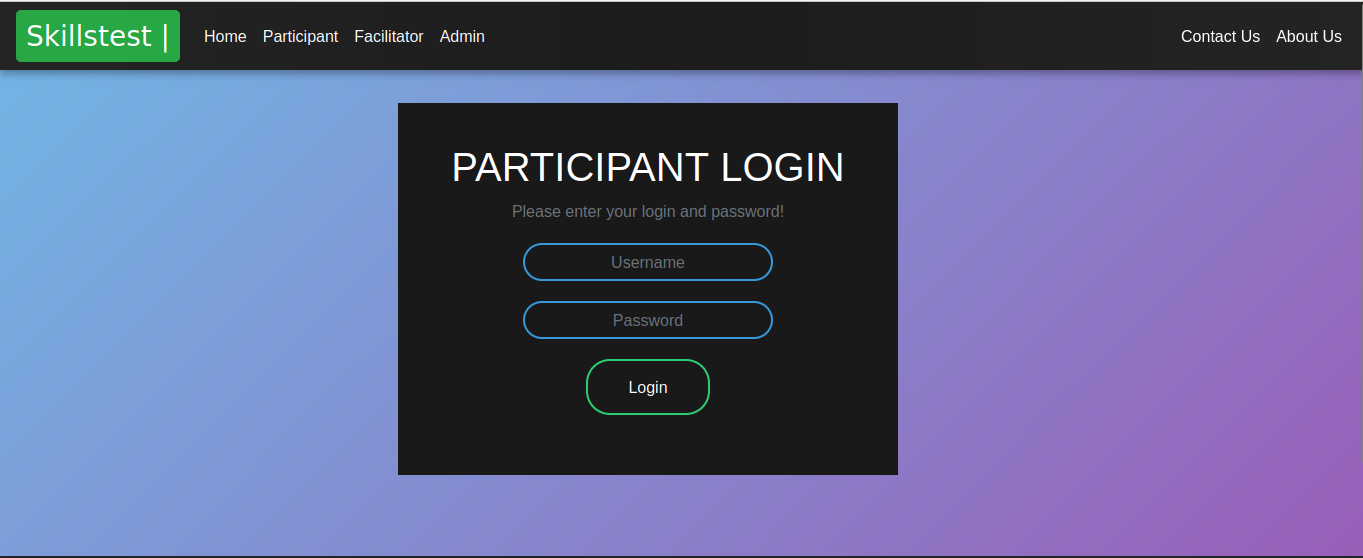 Skillstest | Home Participant Facilitator Admin Contact Us About Us
PARTICIPANT LOGIN
Please enter your login and password!
Username
Password
Login